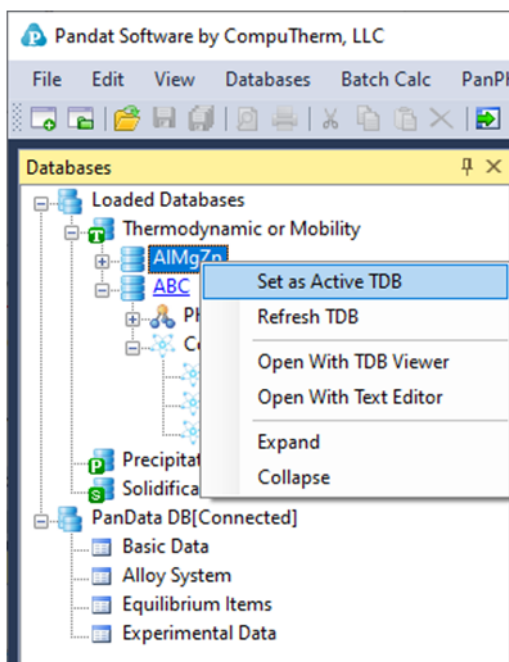 Pandat Software by CompuTherm, LLC
File Edit View Databases Batch Calc
Databases
Loaded Databases
Thermodynamic or Mobility
AlMgZn
ABC
Set as Active TDB
Refresh TDB
Open With TDB Viewer
Open With Text Editor
Expand
Collapse
PanData DB[Connected]
Basic Data
Alloy System
Equilibrium Items
Experimental Data